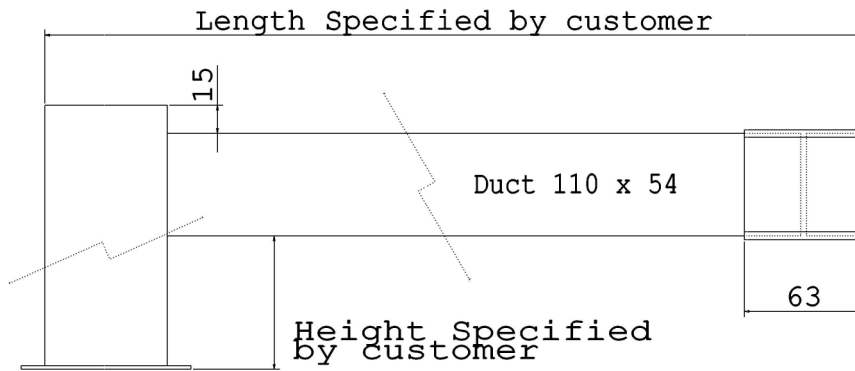 Length Specified by customer
15
Duct 110 x 54
63
Height Specified
by customer